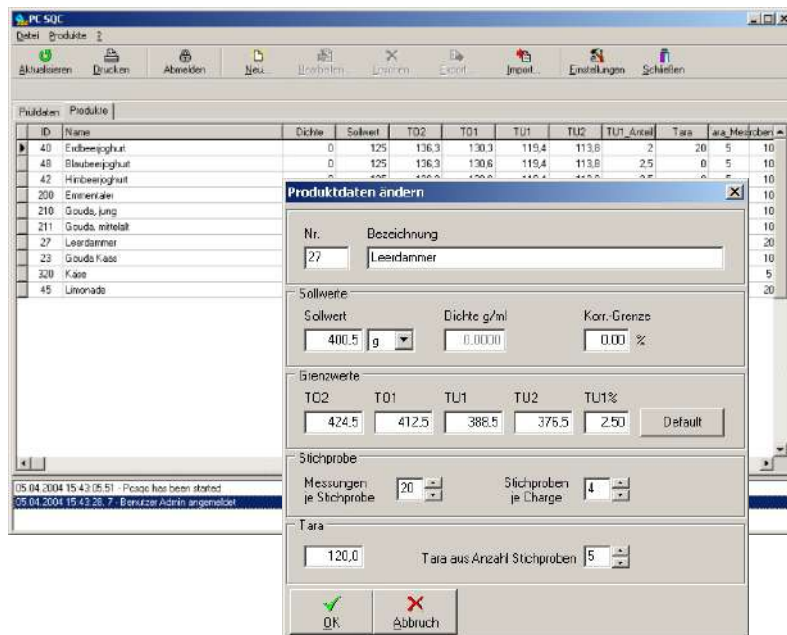 PC SQC
Datei Produkte ?
Aktualisieren Drucken Abmelden Neu... Bearbeiten... Löschen Export... Import... Einstellungen Schließen
Prüfdaten Produkte
ID Name Dichte Sollwert TO2 TO1 TU1 TU2 TU1_Anteil Tara
40 Erdbeerjoghurt 0 125 136,3 130,3 119,4 113,8 2 20 5 10
48 Blaubeerjoghurt 0 125 136,3 130,6 119,4 113,8 2,5 0 5 10
42 Himbeerjoghurt 10
200 Emmentaler 10
210 Gouda, jung 10
211 Gouda, mittelalt 10
27 Leerdammer 20
23 Gouda Kaas 10
320 Käse 5
45 Limonade 20
Produktdaten ändern
Nr. Bezeichnung
27 Leerdammer
Sollwerte
Sollwert Dichte g/ml Korr.-Grenze
400,5 g 0.0000 0.00 %
Grenzwerte
TO2 TO1 TU1 TU2 TU1%
424,5 412,5 388,5 376,5 2,50 Default
Stichprobe
Messungen je Stichprobe 20 Stichproben je Charge 4
Tara
120,0 Tara aus Anzahl Stichproben 5
OK Abbruch
05.04.2004 15:43:05,51 - Pcsqc has been started
05.04.2004 15:43:28, 7 - Benutzer Admin angemeldet